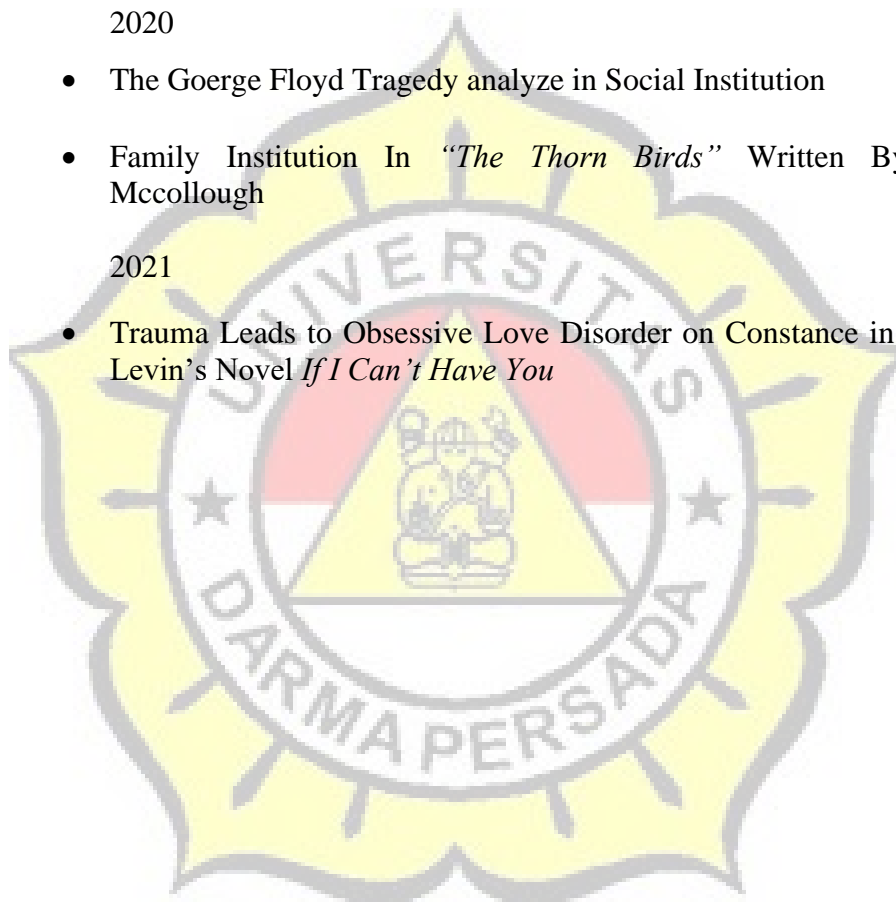 2020
• The Goerge Floyd Tragedy analyze in Social Institution
• Family Institution In “The Thorn Birds” Written By
Mccollough
2021
• Trauma Leads to Obsessive Love Disorder on Constance in
Levin’s Novel If I Can’t Have You
UNIVERSITAS
DARMA PERSADA